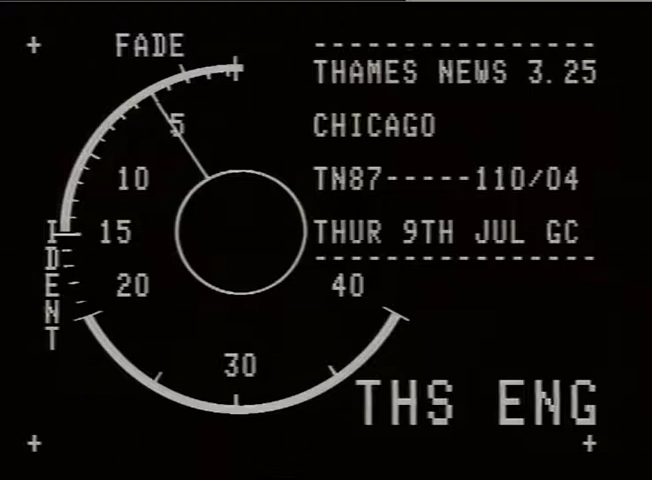 FADE
THAMES NEWS 3.25
CHICAGO
TN87-----110/04
THUR 9TH JUL GC
5
10
15
20
30
40
IDENT
THS ENG